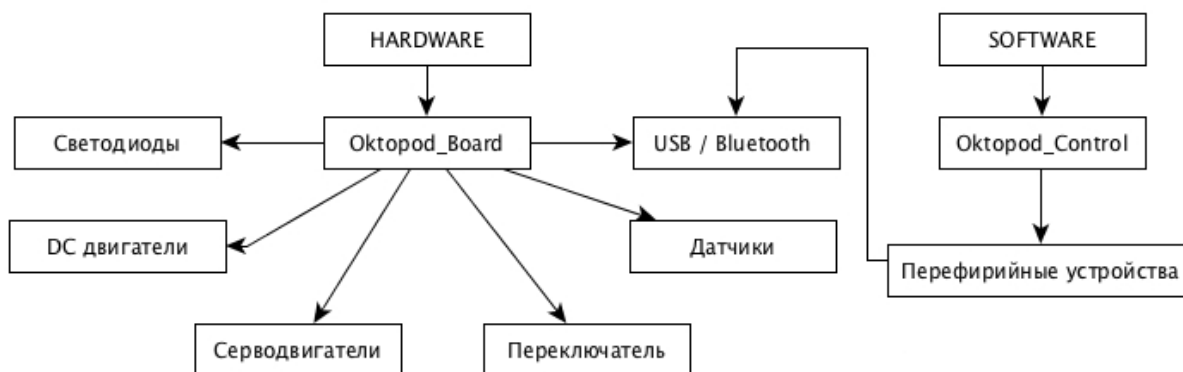 HARDWARE
SOFTWARE
Светодиоды
Oktopod_Board
USB / Bluetooth
Oktopod_Control
DC двигатели
Датчики
Перефирийные устройства
Серводвигатели
Переключатель